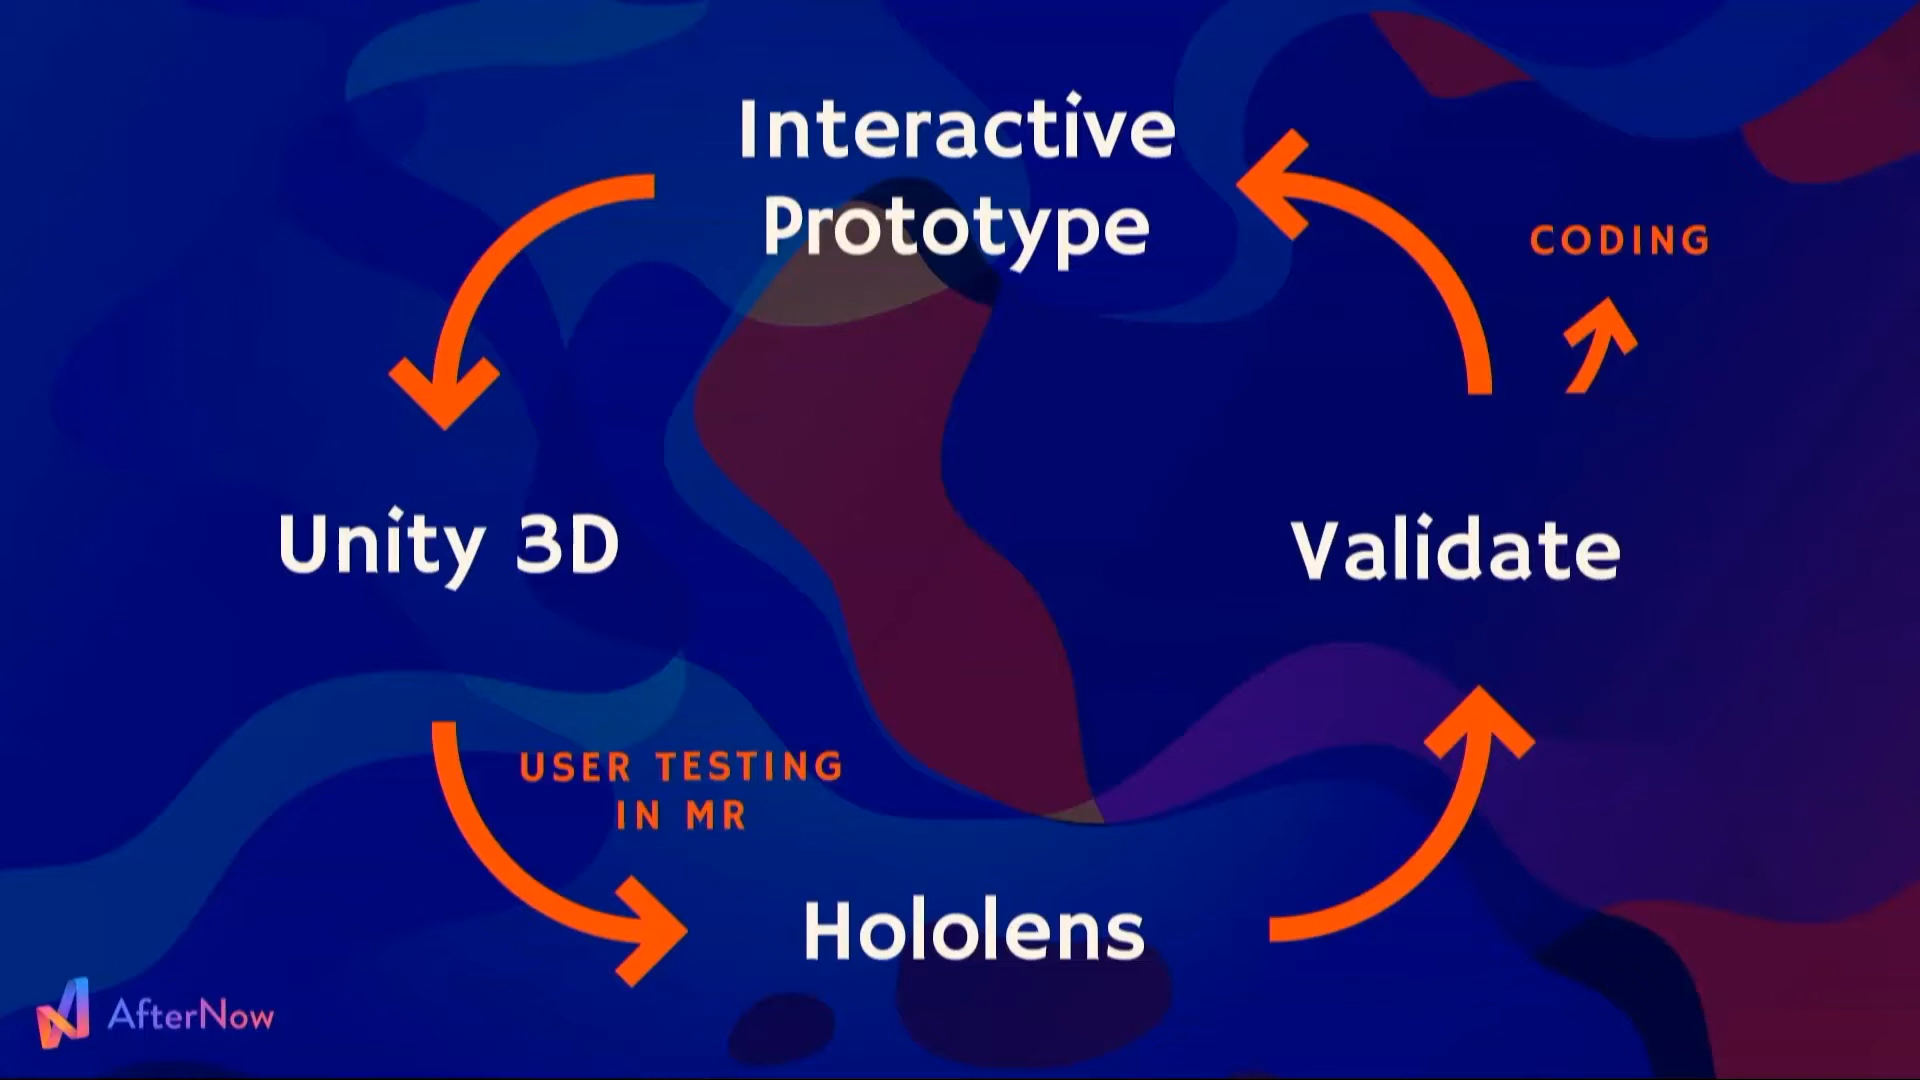 Interactive
Prototype
CODING
Unity 3D
Validate
USER TESTING
IN MR
Hololens
AfterNow